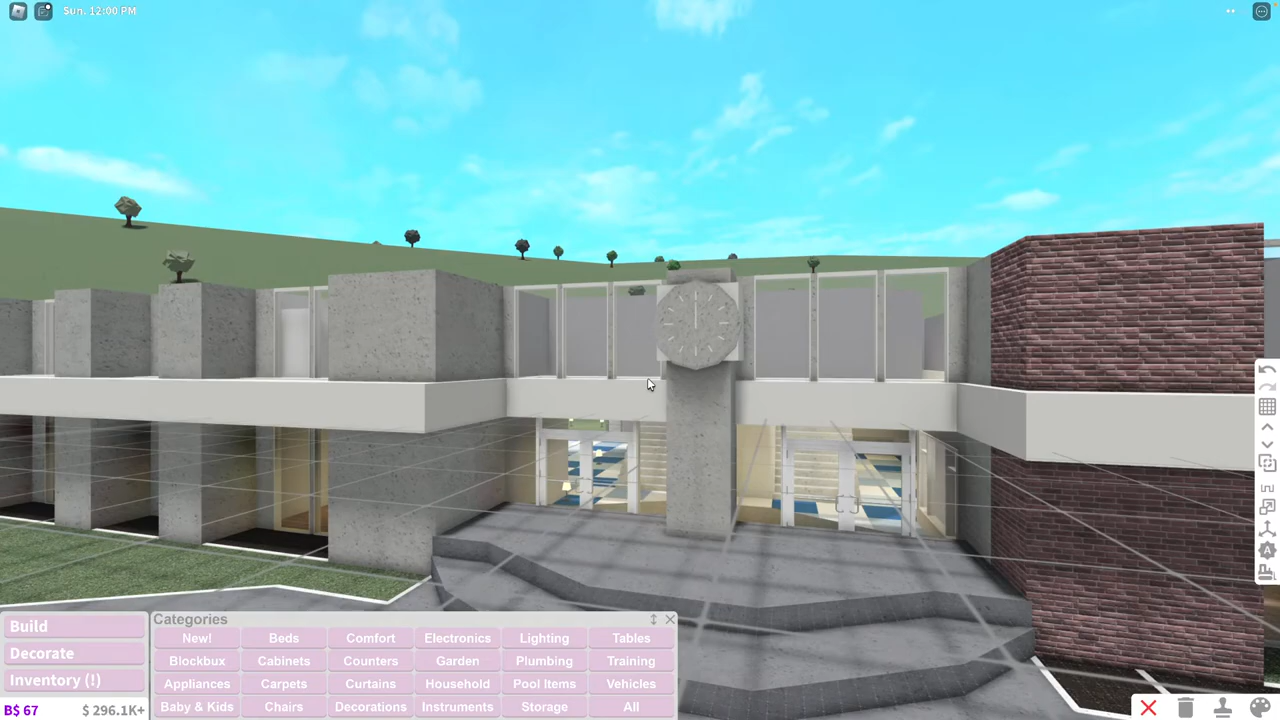 Sun. 12:00 PM
Categories
New! Beds Comfort Electronics Lighting Tables
Blockbux Cabinets Counters Garden Plumbing Training
Appliances Carpets Curtains Household Pool Items Vehicles
Baby & Kids Chairs Decorations Instruments Storage All
Build
Decorate
Inventory (!)
B$ 67 $ 296.1K+